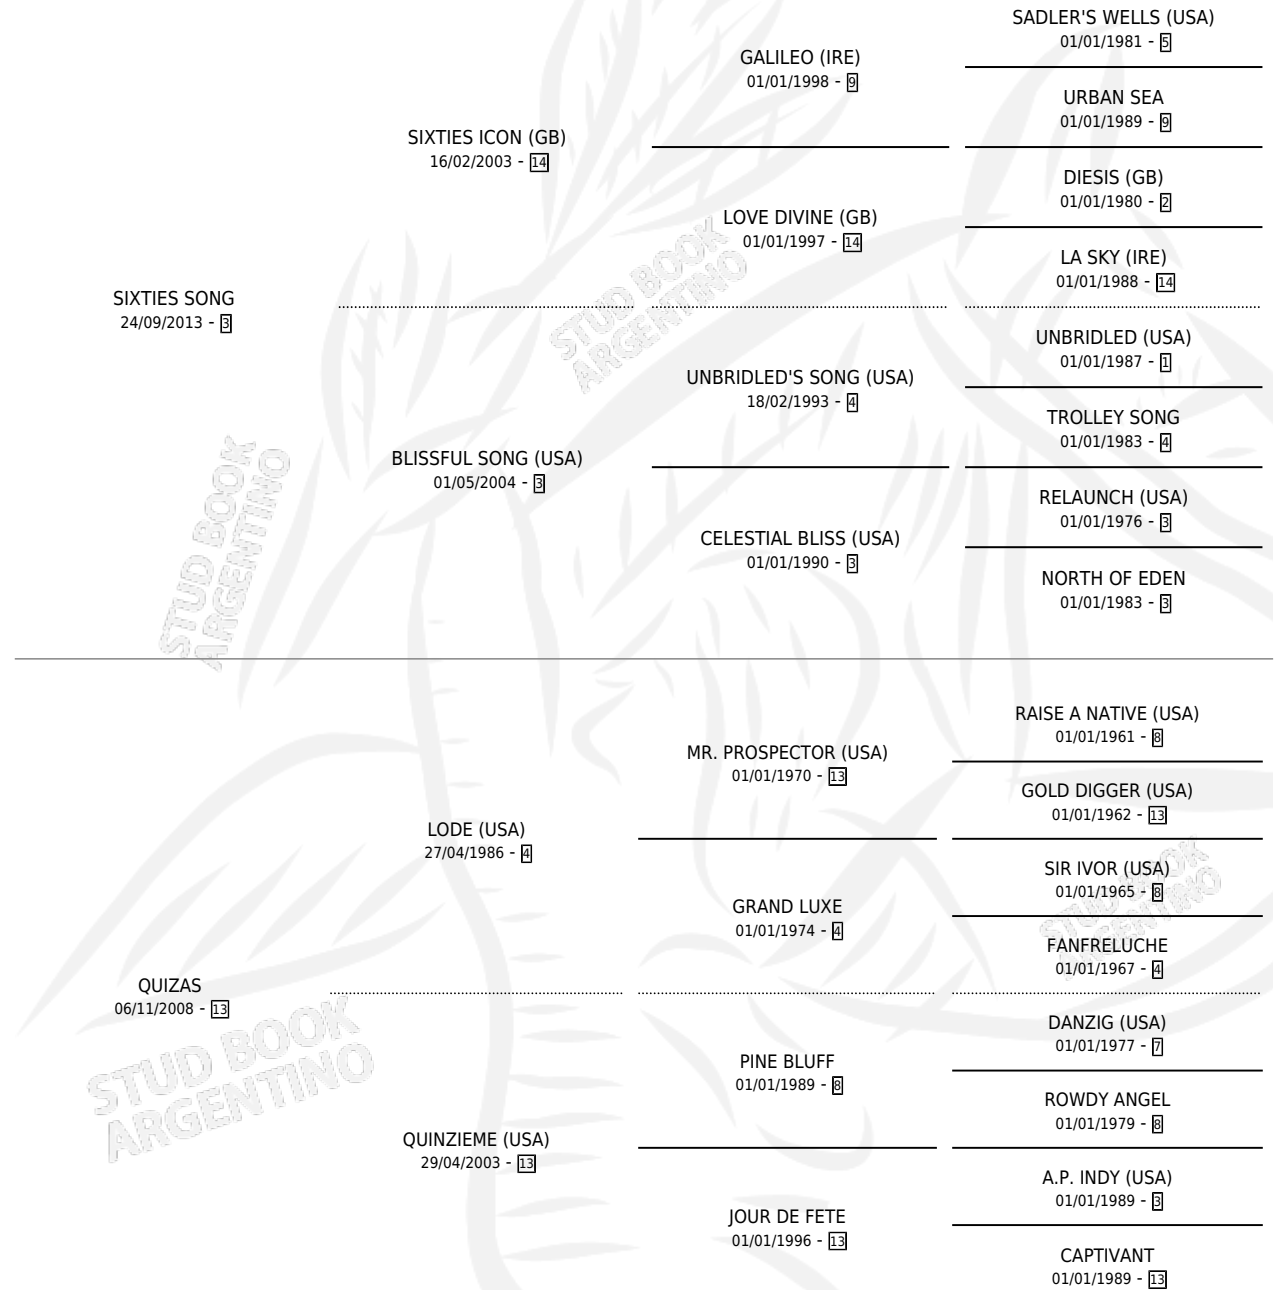 SADLER'S WELLS (USA)
01/01/1981 - 5
GALILEO (IRE)
01/01/1998 - 9
URBAN SEA
01/01/1989 - 9
SIXTIES ICON (GB)
16/02/2003 - 14
DIESIS (GB)
01/01/1980 - 2
LOVE DIVINE (GB)
01/01/1997 - 14
LA SKY (IRE)
01/01/1988 - 14
SIXTIES SONG
24/09/2013 - 3
UNBRIDLED (USA)
01/01/1987 - 1
UNBRIDLED'S SONG (USA)
18/02/1993 - 4
TROLLEY SONG
01/01/1983 - 4
BLISSFUL SONG (USA)
01/05/2004 - 3
RELAUNCH (USA)
01/01/1976 - 3
CELESTIAL BLISS (USA)
01/01/1990 - 3
NORTH OF EDEN
01/01/1983 - 3
RAISE A NATIVE (USA)
01/01/1961 - 8
MR. PROSPECTOR (USA)
01/01/1970 - 13
GOLD DIGGER (USA)
01/01/1962 - 13
LODE (USA)
27/04/1986 - 4
SIR IVOR (USA)
01/01/1965 - 8
GRAND LUXE
01/01/1974 - 4
FANFRELUCHE
01/01/1967 - 4
QUIZAS
06/11/2008 - 13
DANZIG (USA)
01/01/1977 - 7
PINE BLUFF
01/01/1989 - 8
ROWDY ANGEL
01/01/1979 - 8
QUINZIEME (USA)
29/04/2003 - 13
A.P. INDY (USA)
01/01/1989 - 3
JOUR DE FETE
01/01/1996 - 13
CAPTIVANT
01/01/1989 - 13
STUD BOOK
ARGENTINO
STUD BOOK
ARGENTINO
STUD BOOK
ARGENTINO
STUD BOOK
ARGENTINO